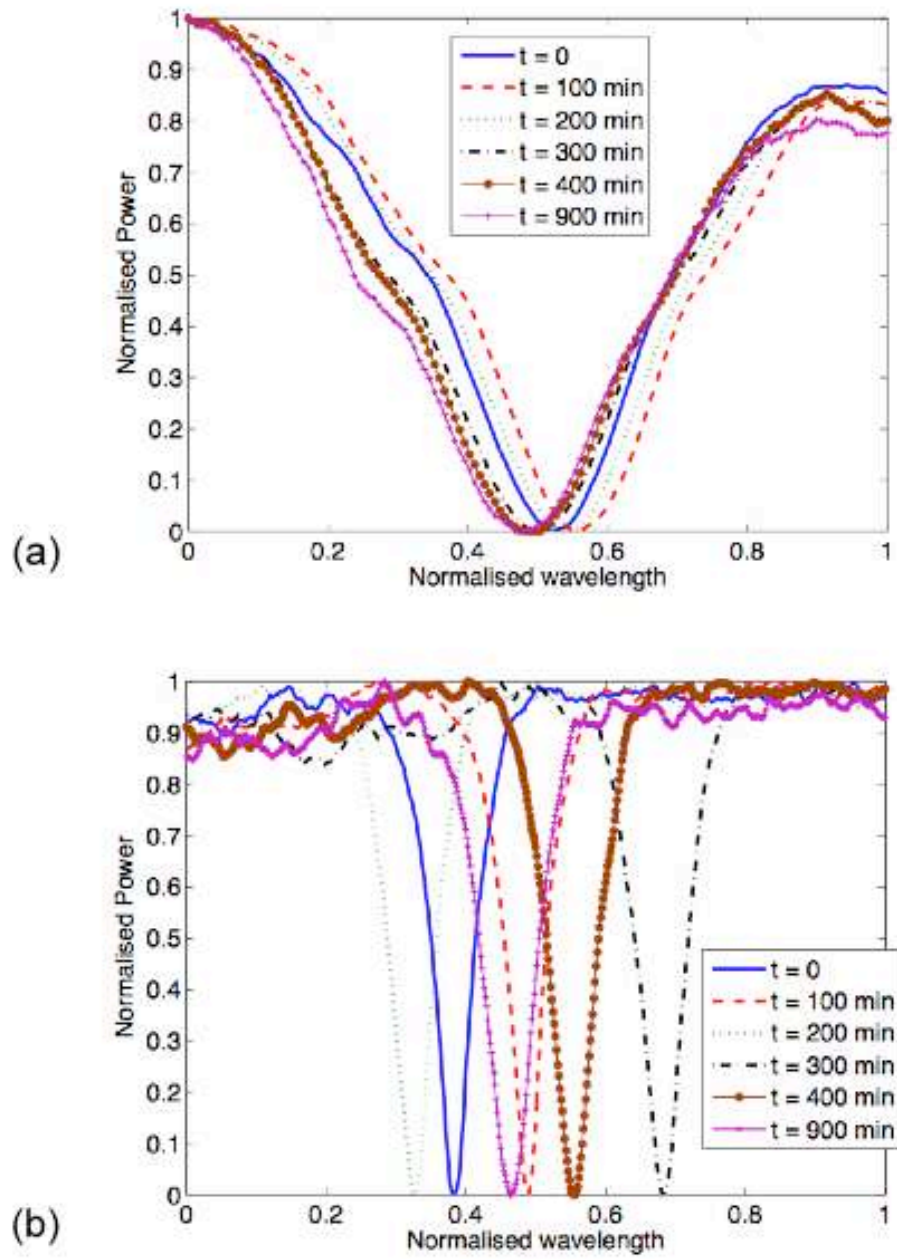 1
0.9
0.8
0.7
0.6
0.5
0.4
0.3
0.2
0.1
0
Normalised Power
t = 0
t = 100 min
t = 200 min
t = 300 min
t = 400 min
t = 900 min
0 0.2 0.4 0.6 0.8 1
Normalised wavelength
(a)
1
0.9
0.8
0.7
0.6
0.5
0.4
0.3
0.2
0.1
0
Normalised Power
t = 0
t = 100 min
t = 200 min
t = 300 min
t = 400 min
t = 900 min
0 0.2 0.4 0.6 0.8 1
Normalised wavelength
(b)